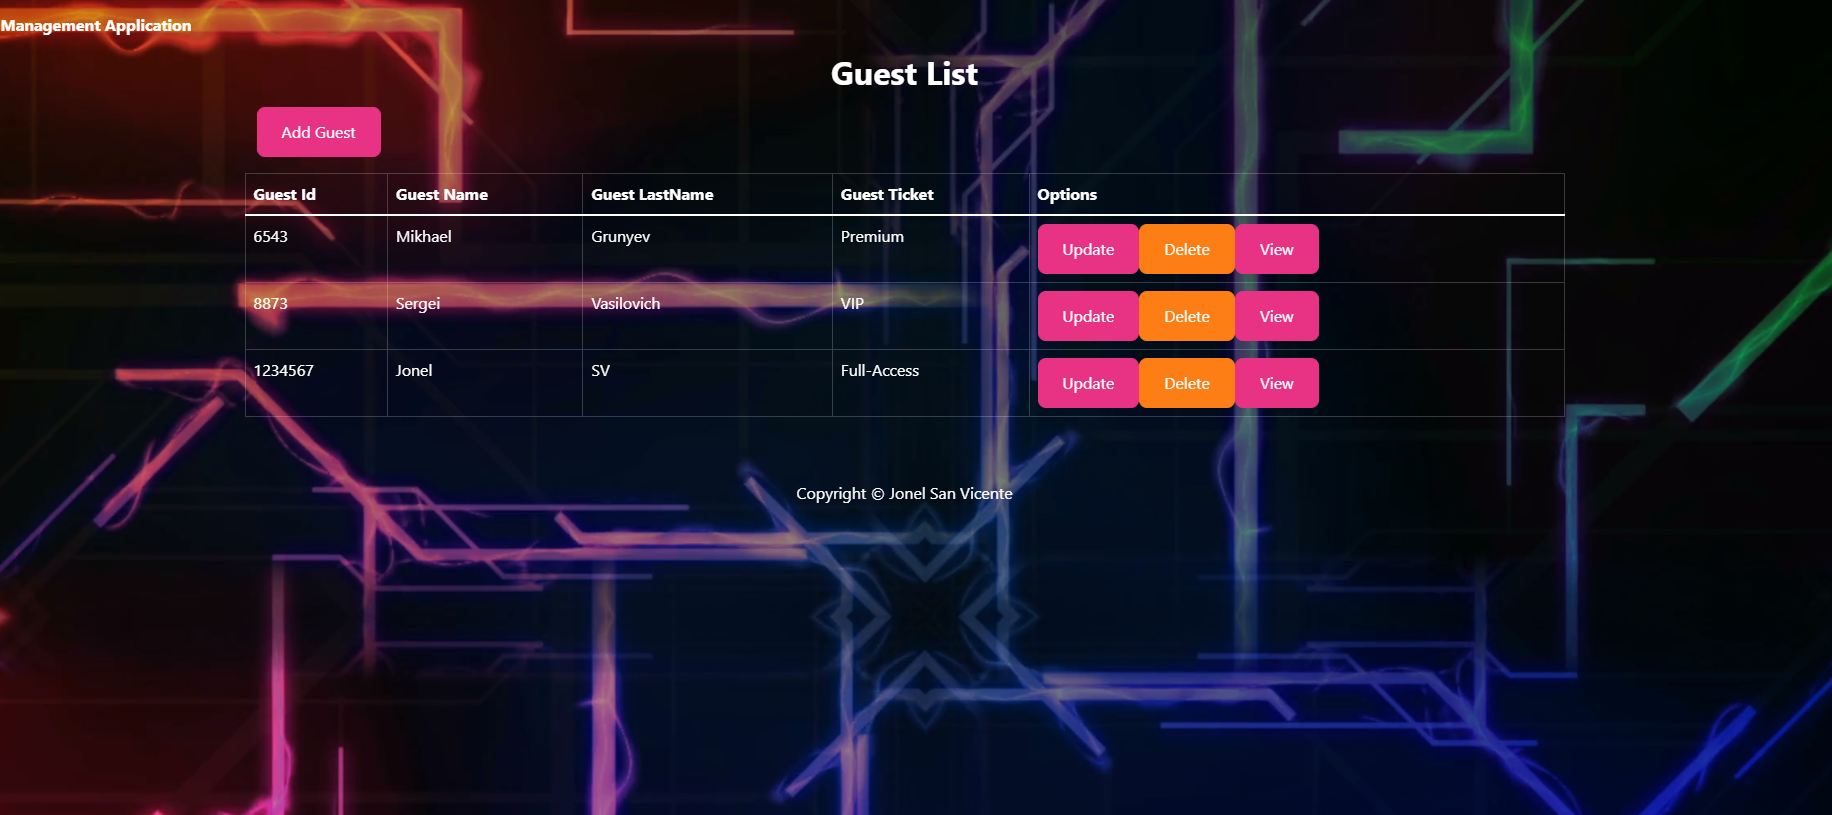 Management Application
Guest List
Add Guest
Guest Id Guest Name Guest LastName Guest Ticket Options
6543 Mikhael Grunyev Premium Update Delete View
8873 Sergei Vasilovich VIP Update Delete View
1234567 Jonel SV Full-Access Update Delete View
Copyright © Jonel San Vicente